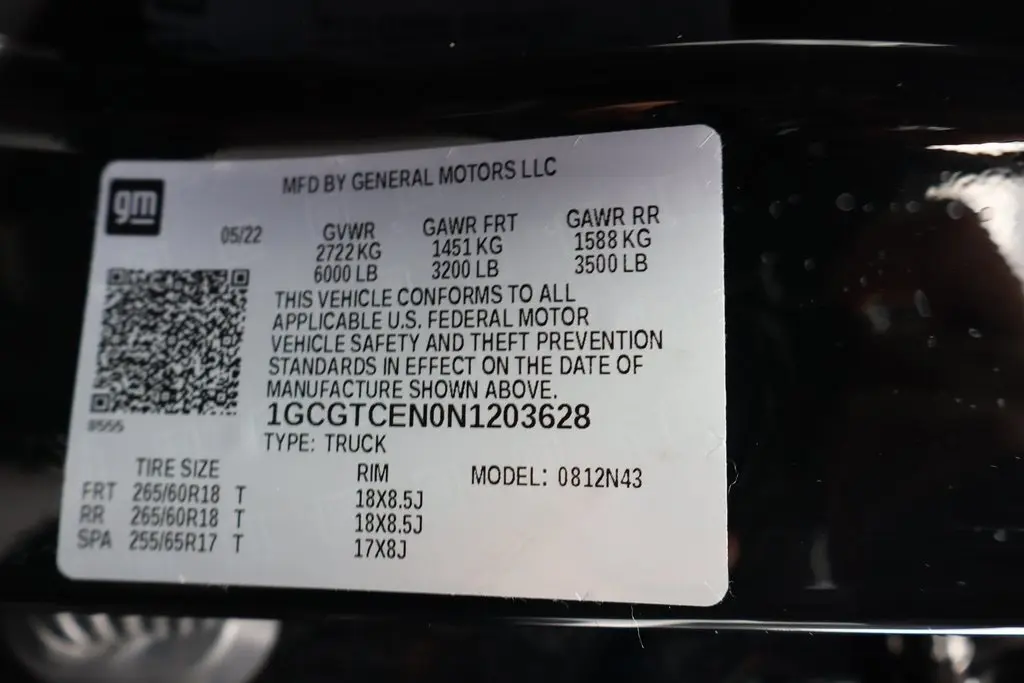 gm
MFD BY GENERAL MOTORS LLC
05/22 GVWR GAWR FRT GAWR RR
2722 KG 1451 KG 1588 KG
6000 LB 3200 LB 3500 LB
THIS VEHICLE CONFORMS TO ALL
APPLICABLE U.S. FEDERAL MOTOR
VEHICLE SAFETY AND THEFT PREVENTION
STANDARDS IN EFFECT ON THE DATE OF
MANUFACTURE SHOWN ABOVE.
8555
1GCGTCEN0N1203628
TYPE: TRUCK
TIRE SIZE RIM MODEL: 0812N43
FRT 265/60R18 T 18X8.5J
RR 265/60R18 T 18X8.5J
SPA 255/65R17 T 17X8J